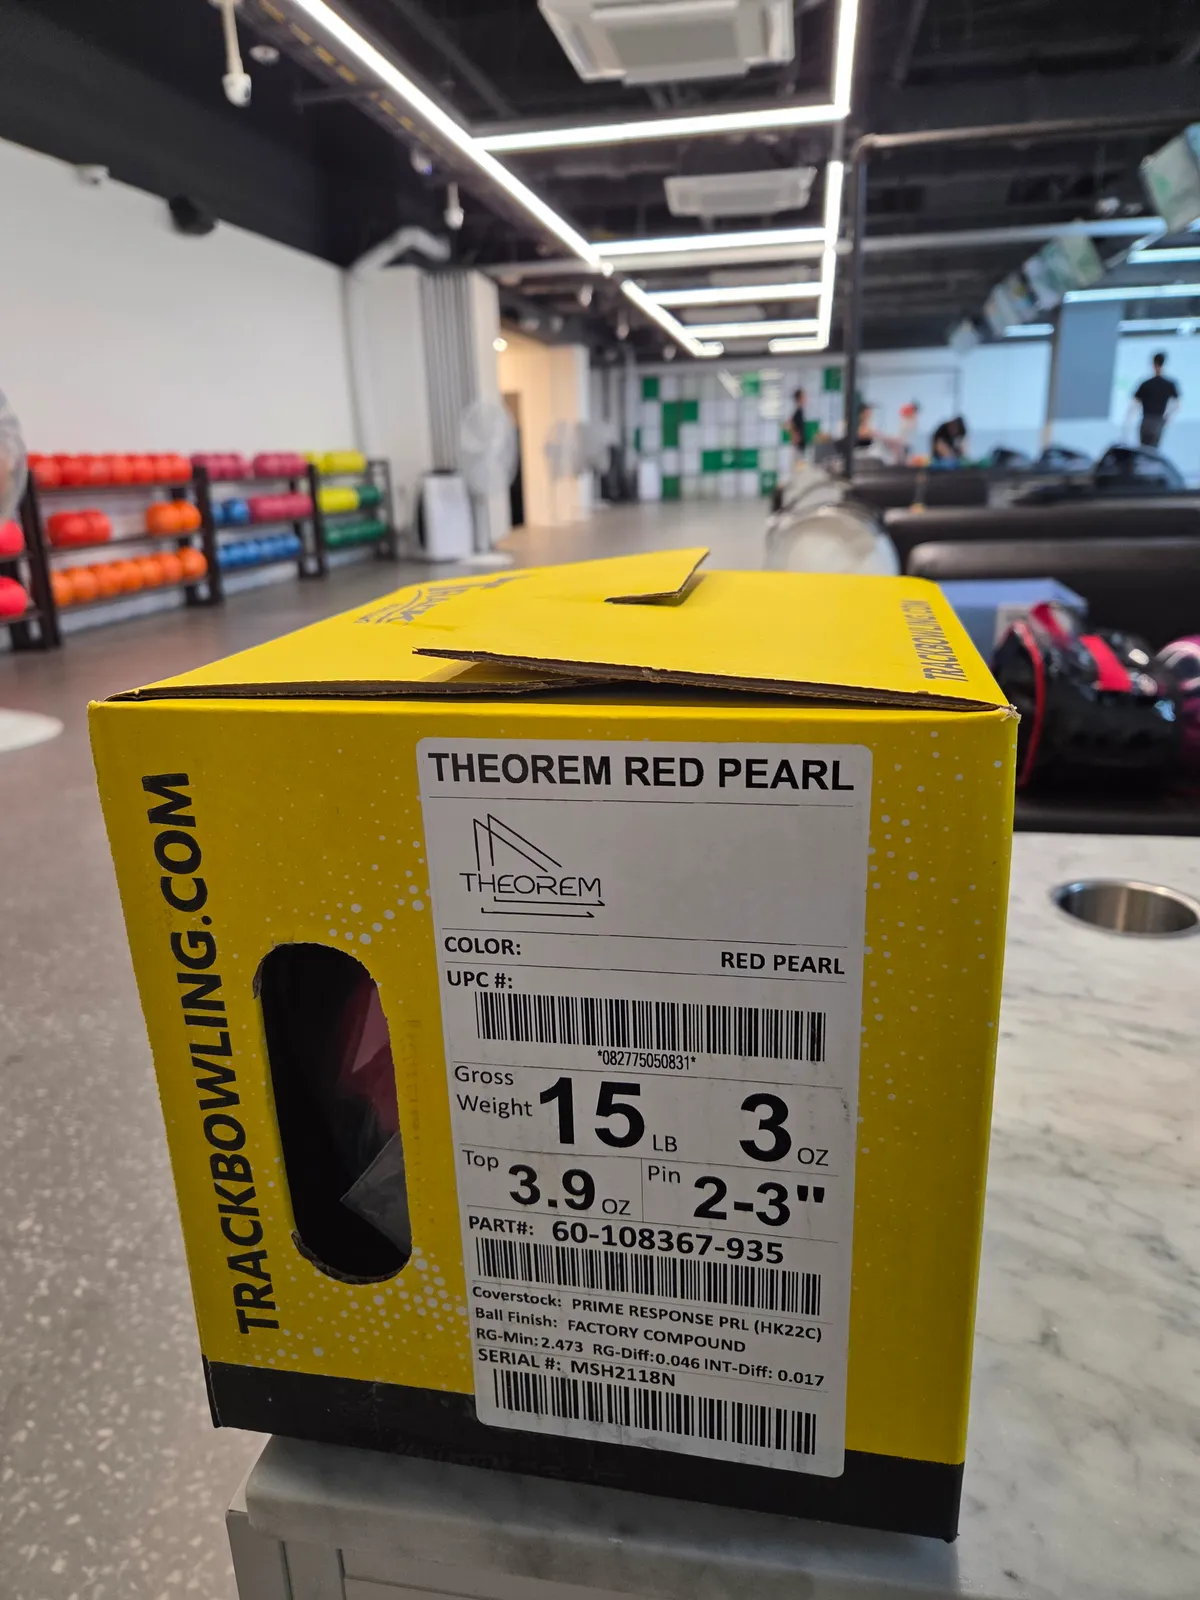 TRACK
TRACKBOWLING.COM
TRACKBOWLING.COM
THEOREM RED PEARL
THEOREM
COLOR: RED PEARL
UPC #:
*082775050831*
Gross Weight 15 LB 3 OZ
Top 3.9 OZ Pin 2-3"
PART#: 60-108367-935
Coverstock: PRIME RESPONSE PRL (HK22C)
Ball Finish: FACTORY COMPOUND
RG-Min: 2.473 RG-Diff: 0.046 INT-Diff: 0.017
SERIAL #: MSH2118N